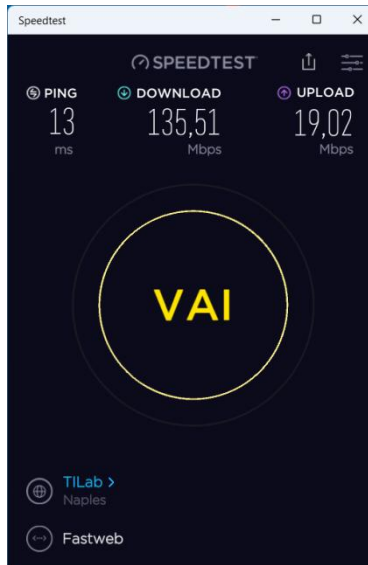 Speedtest
SPEEDTEST
PING
13
ms
DOWNLOAD
135,51
Mbps
UPLOAD
19,02
Mbps
VAI
TILab >
Naples
Fastweb